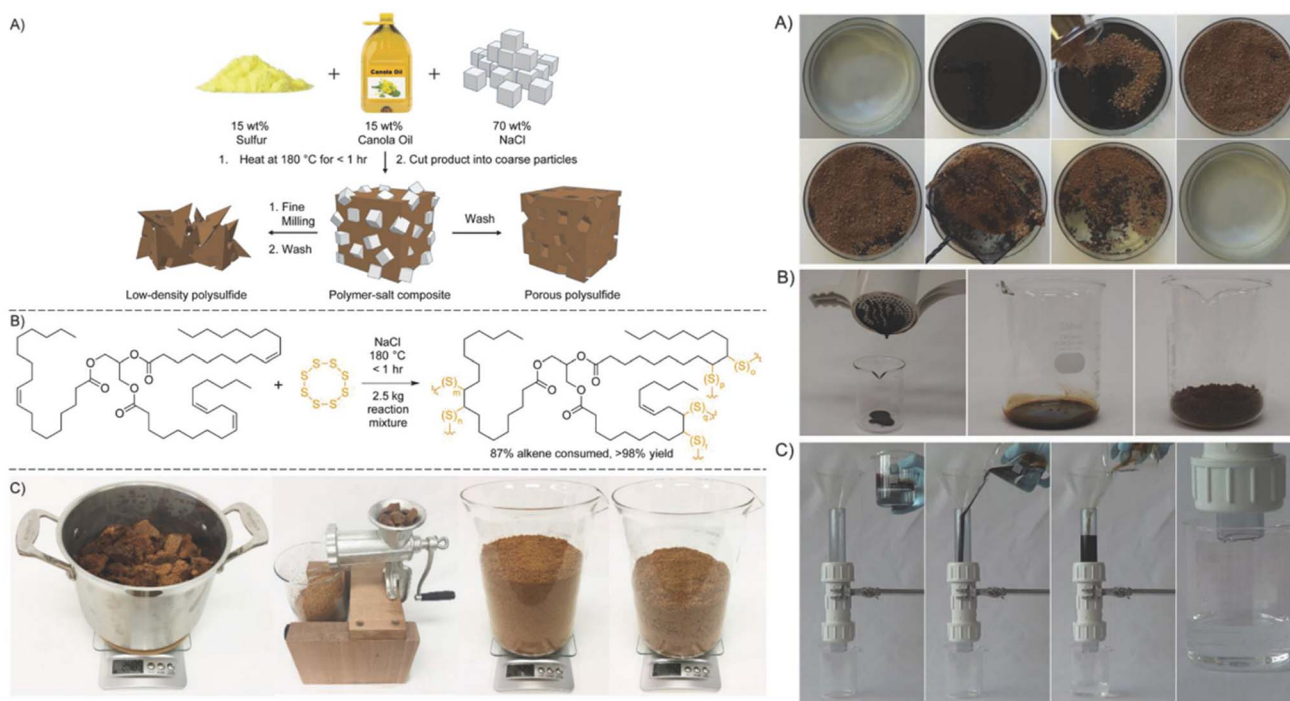 A)
+
Canola Oil
+
15 wt%
Sulfur
15 wt%
Canola Oil
70 wt%
NaCl
1. Heat at 180 °C for < 1 hr
2. Cut product into coarse particles
1. Fine
Milling
2. Wash
Wash
Low-density polysulfide
Polymer-salt composite
Porous polysulfide
B)
O
O
O
O
O
O
+
S
S
S
S
S
S
S
S
NaCl
180 °C
< 1 hr
2.5 kg
reaction
mixture
O
O
O
O
O
O
(S)m
(S)n
(S)o
(S)p
(S)q
(S)r
87% alkene consumed, >98% yield
C)
A)
B)
C)